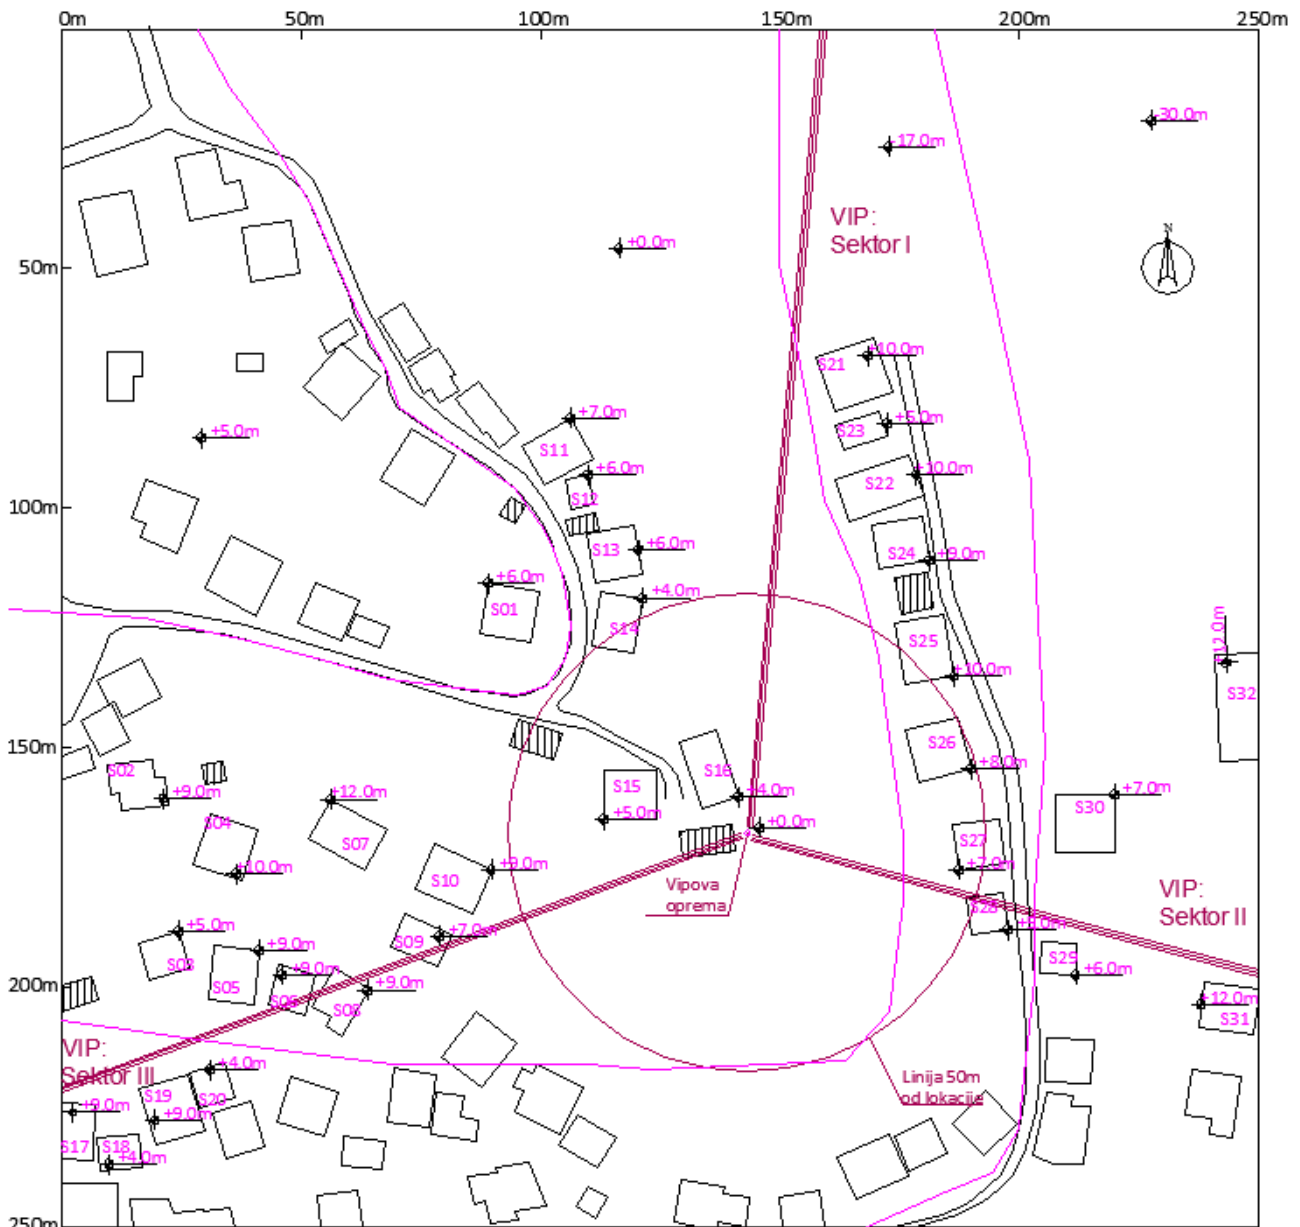 0m
50m
100m
150m
200m
250m
-30.0m
-17.0m
VIP:
Sektor I
N
+0.0m
50m
+10.0m
S21
+7.0m
+5.0m
S23
+5.0m
S11
+6.0m
+10.0m
S22
S12
100m
+6.0m
S13
S24
+9.0m
+6.0m
+4.0m
S01
S14
S25
+12.0m
+10.0m
S32
150m
S26
S02
S16
+8.0m
S15
+9.0m
+12.0m
+4.0m
+7.0m
S30
S04
+5.0m
+0.0m
S07
S27
+10.0m
S10
+9.0m
+7.0m
Vipova
oprema
VIP:
Sektor II
S28
+5.0m
S09
+7.0m
S03
+9.0m
S29
200m
+9.0m
+6.0m
S05
S06
S08
+9.0m
+12.0m
S31
VIP:
Sektor III
+4.0m
Linija 50m
od lokacije
S19
S20
+9.0m
+9.0m
S17
S18
+4.0m
250m